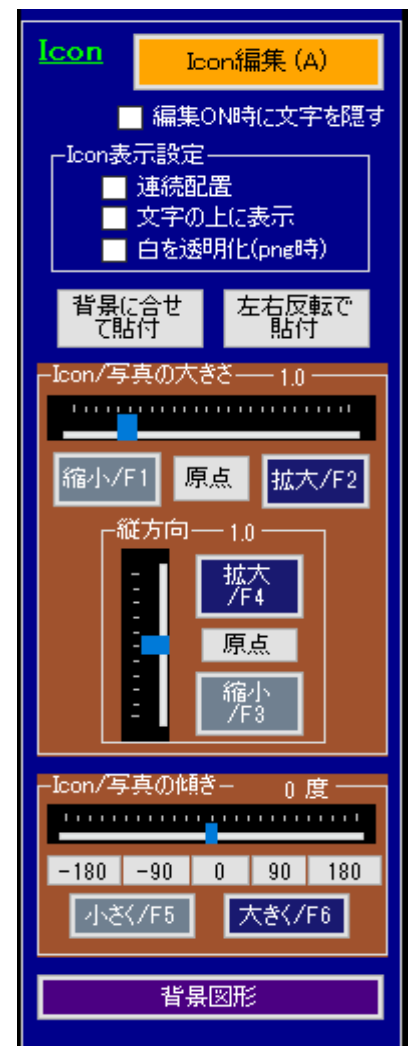 Icon
Icon編集 (A)
編集ON時に文字を隠す
Icon表示設定
連続配置
文字の上に表示
白を透明化(png時)
背景に合せ
て貼付
左右反転で
貼付
Icon/写真の大きさ 1.0
縮小/F1
原点
拡大/F2
縦方向 1.0
拡大
/F4
原点
縮小
/F3
Icon/写真の傾き 0 度
-180 -90 0 90 180
小さく/F5
大きく/F6
背景図形